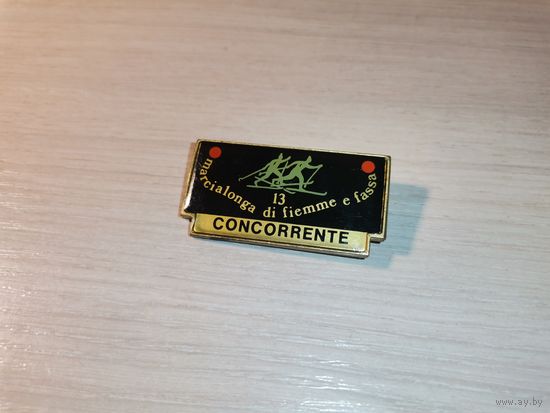 13
marcialonga di fiemme e fassa
CONCORRENTE
www.ay.by